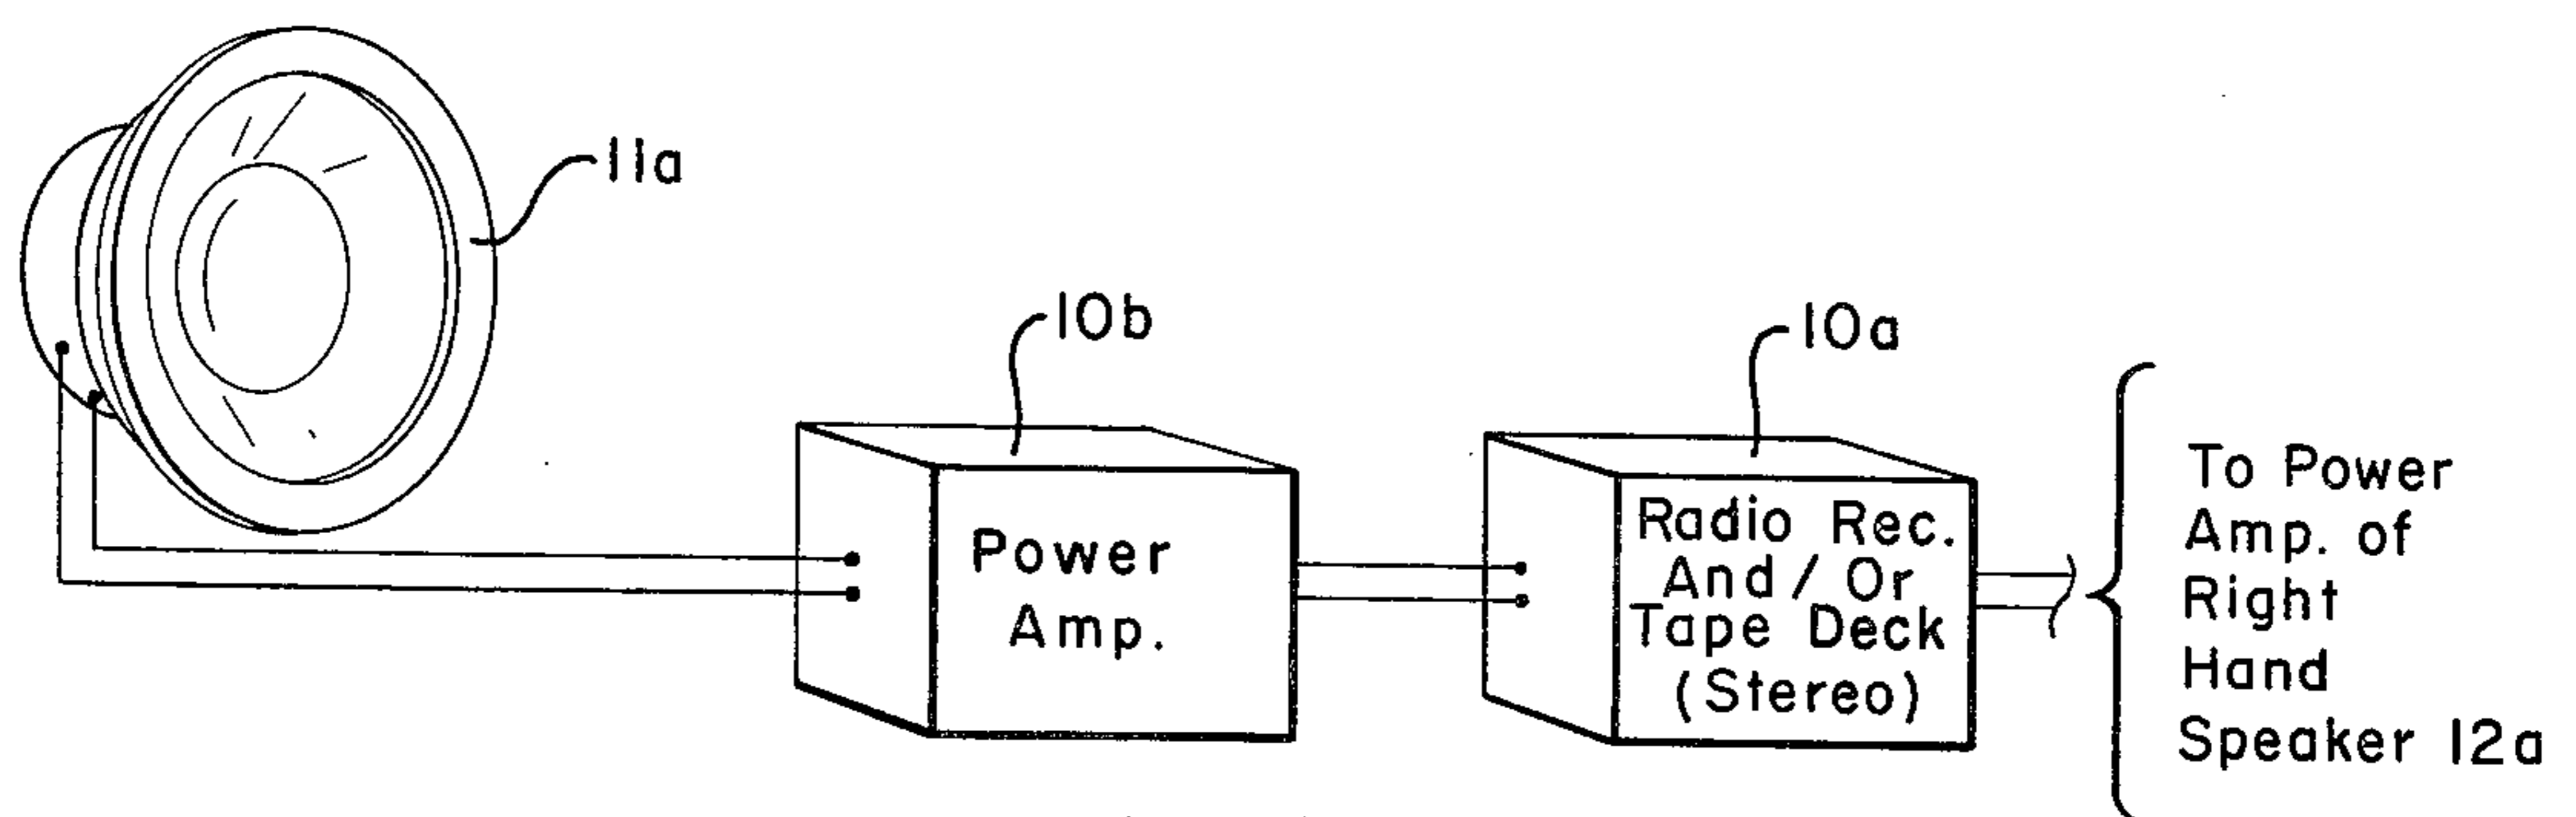 11a
10b
10a
Power
Amp.
Radio Rec.
And / Or
Tape Deck
(Stereo)
To Power
Amp. of
Right
Hand
Speaker 12a